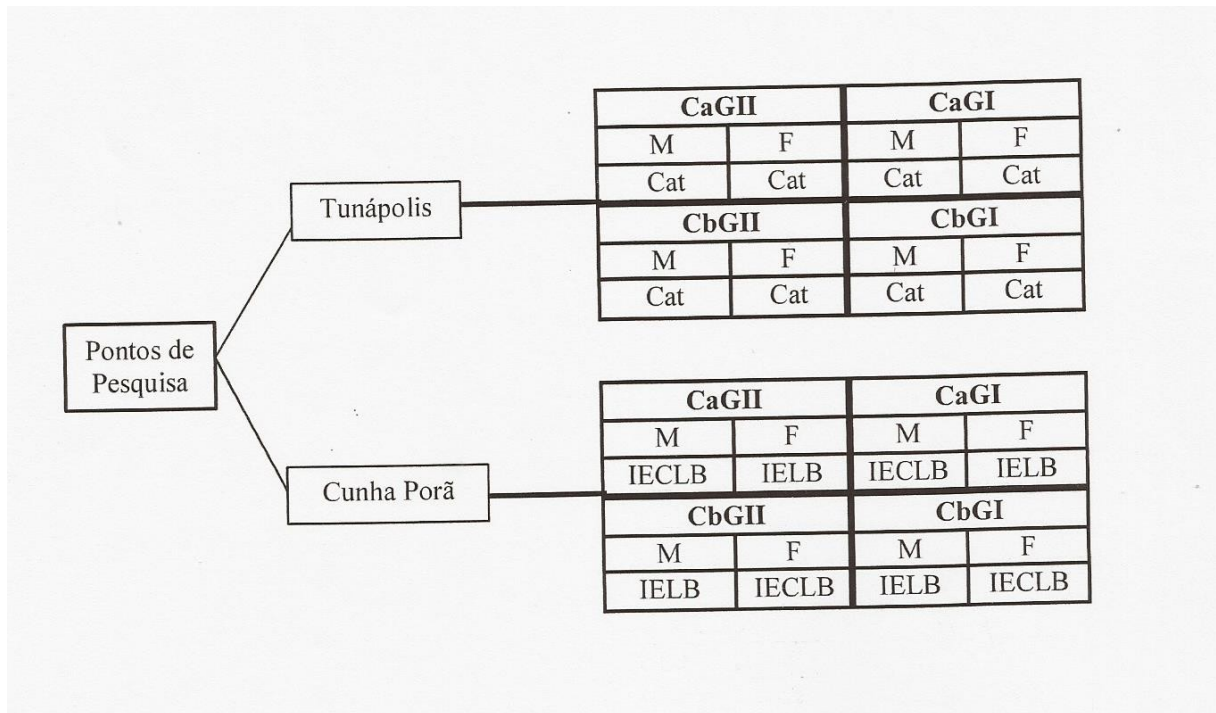 CaGII CaGI
M F M F
Cat Cat Cat Cat
Tunápolis
CbGII CbGI
M F M F
Cat Cat Cat Cat
Pontos de
Pesquisa
CaGII CaGI
M F M F
IECLB IELB IECLB IELB
Cunha Porã
CbGII CbGI
M F M F
IELB IECLB IELB IECLB